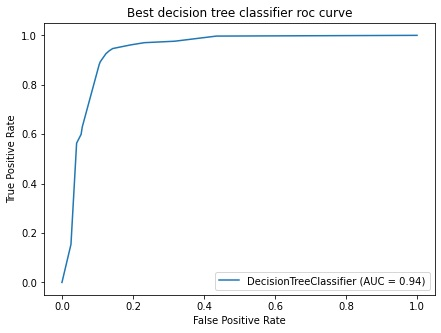 Best decision tree classifier roc curve
True Positive Rate
1.0
0.8
0.6
0.4
0.2
0.0
DecisionTreeClassifier (AUC = 0.94)
0.0 0.2 0.4 0.6 0.8 1.0
False Positive Rate